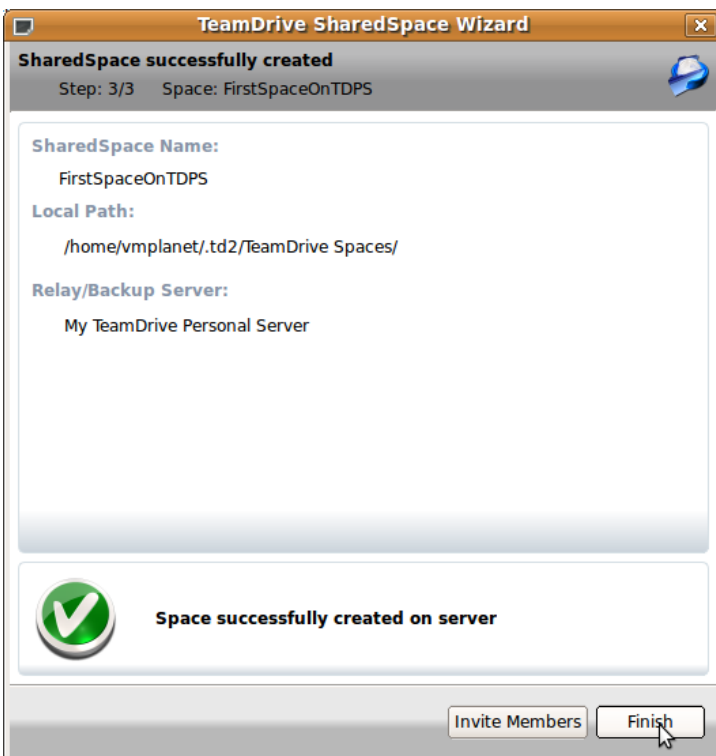 TeamDrive SharedSpace Wizard
SharedSpace successfully created
Step: 3/3 Space: FirstSpaceOnTDPS
SharedSpace Name:
FirstSpaceOnTDPS
Local Path:
/home/vmplanet/.td2/TeamDrive Spaces/
Relay/Backup Server:
My TeamDrive Personal Server
Space successfully created on server
Invite Members Finish